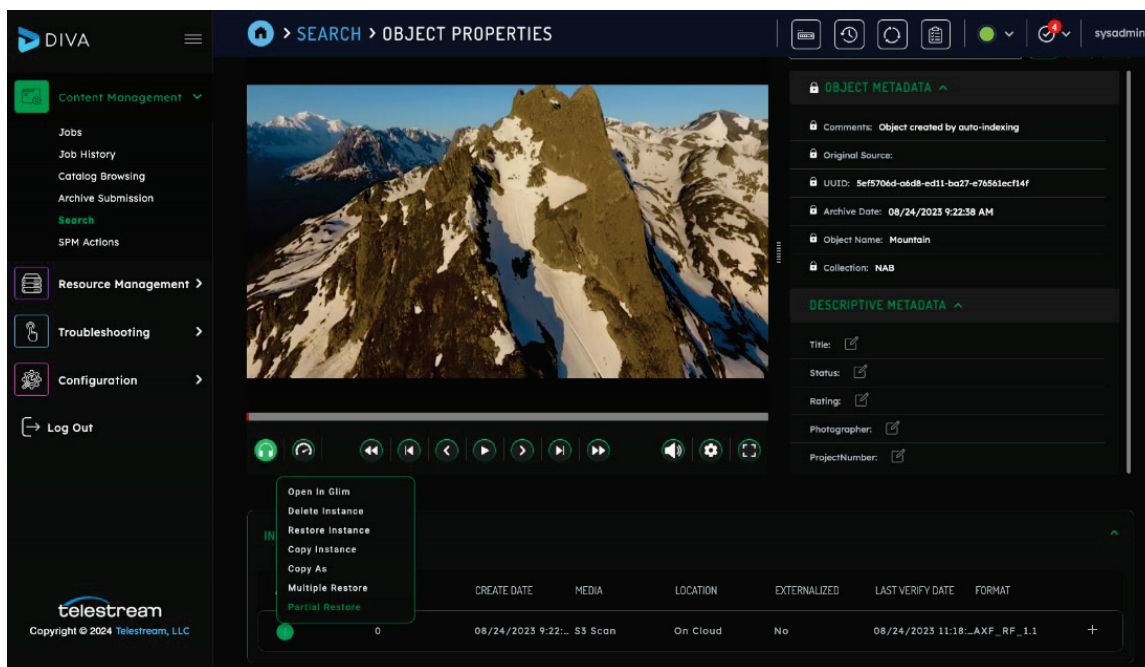 DIVA
> SEARCH > OBJECT PROPERTIES
4
sysadmin
Content Management
Jobs
Job History
Catalog Browsing
Archive Submission
Search
SPM Actions
Resource Management
Troubleshooting
Configuration
Log Out
telestream
Copyright © 2024 Telestream, LLC
OBJECT METADATA
Comments: Object created by auto-indexing
Original Source:
UUID: 5ef5706d-a6d8-ed11-ba27-e76561ecf14f
Archive Date: 08/24/2023 9:22:38 AM
Object Name: Mountain
Collection: NAB
DESCRIPTIVE METADATA
Title:
Status:
Rating:
Photographer:
ProjectNumber:
Open In Glim
Delete Instance
Restore Instance
Copy Instance
Copy As
Multiple Restore
Partial Restore
IN
CREATE DATE MEDIA LOCATION EXTERNALIZED LAST VERIFY DATE FORMAT
0 08/24/2023 9:22:... S3 Scan On Cloud No 08/24/2023 11:18:... AXF_RF_1.1 +